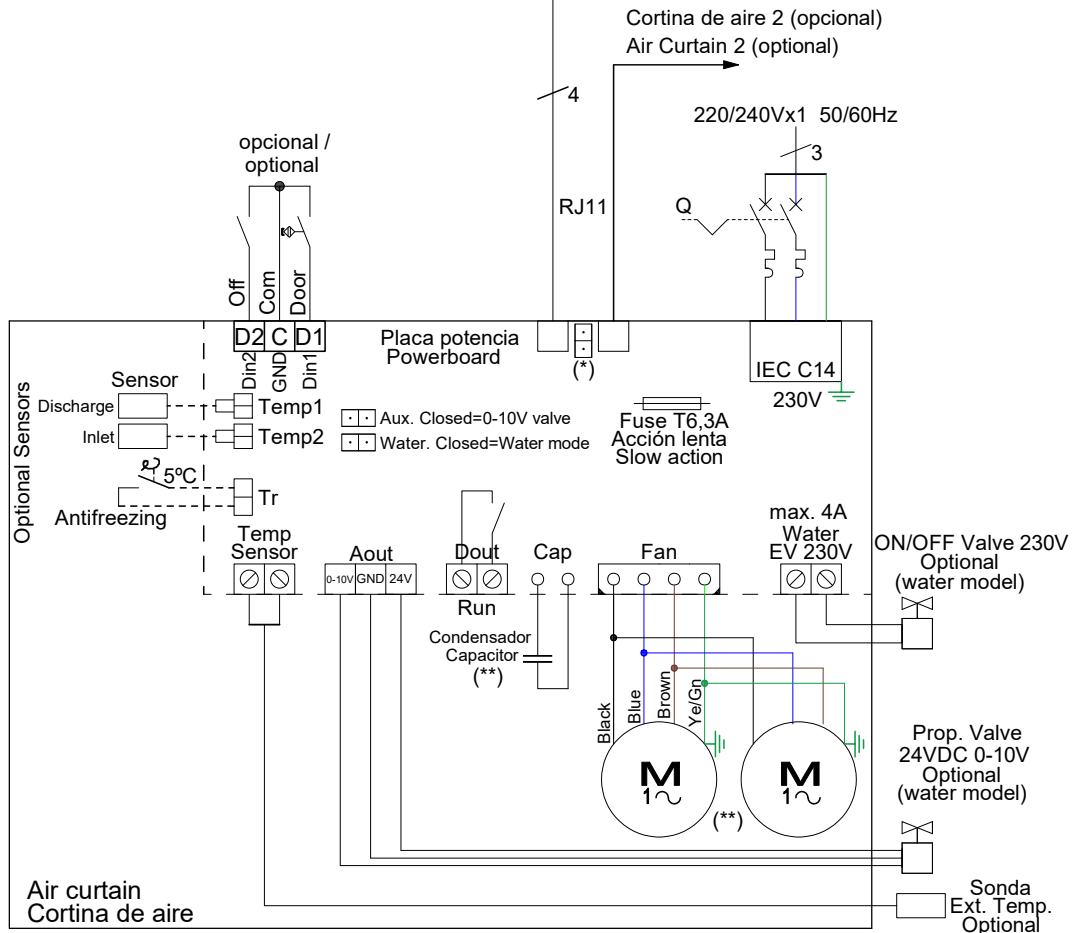 Cortina de aire 2 (opcional)
Air Curtain 2 (optional)
4
220/240Vx1 50/60Hz
3
opcional /
optional
RJ11
Q
Off
Com
Door
D2 C D1
Din2
GND
Din1
Placa potencia
Powerboard
(*)
IEC C14
230V
Optional Sensors
Sensor
Discharge
Temp1
Inlet
Temp2
Aux. Closed=0-10V valve
Water. Closed=Water mode
Fuse T6,3A
Acción lenta
Slow action
5ºC
Tr
Antifreezing
Temp
Sensor
Aout
0-10V GND 24V
Dout
Run
Cap
Fan
max. 4A
Water
EV 230V
ON/OFF Valve 230V
Optional
(water model)
Condensador
Capacitor
(**)
Black
Blue
Brown
Ye/Gn
M
1~
M
1~
(**)
Prop. Valve
24VDC 0-10V
Optional
(water model)
Air curtain
Cortina de aire
Sonda
Ext. Temp.
Optional